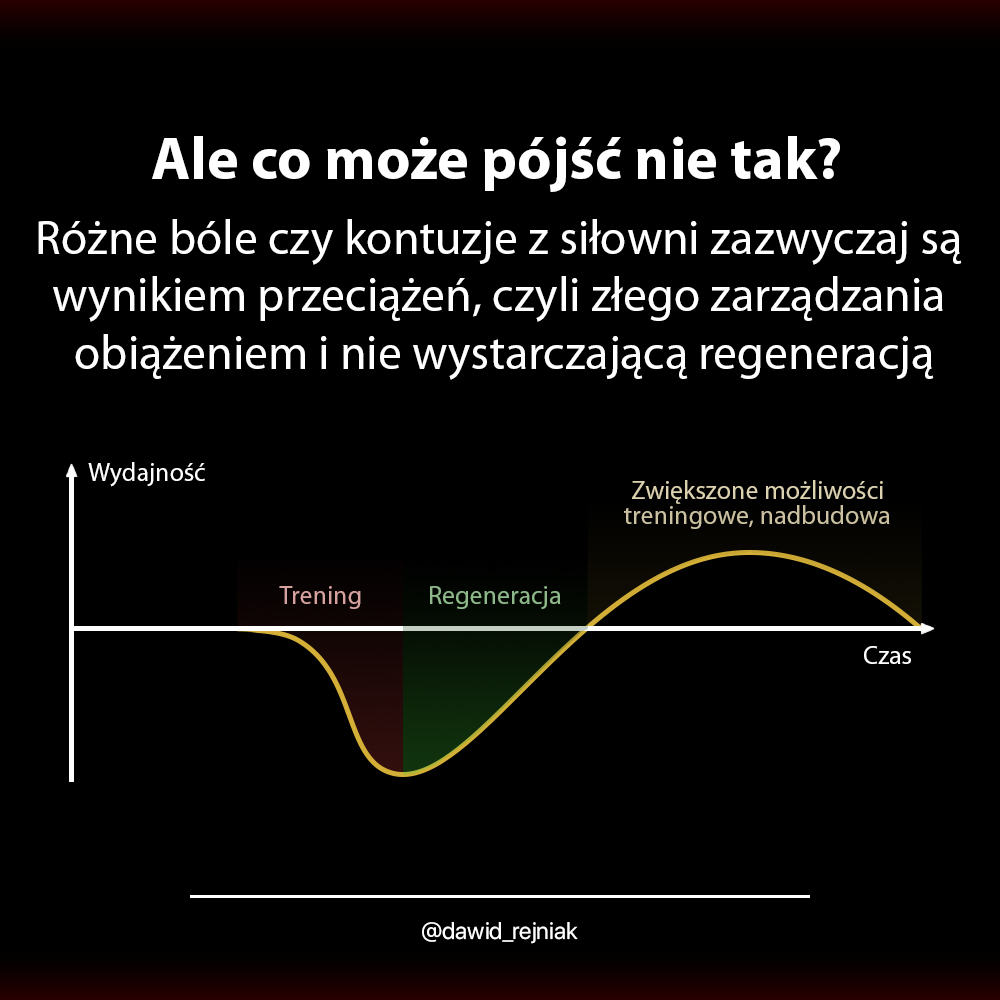 Ale co może pójść nie tak?
Różne bóle czy kontuzje z siłowni zazwyczaj są
wynikiem przeciążeń, czyli złego zarządzania
obiążeniem i nie wystarczającą regeneracją
Wydajność
Zwiększone możliwości
treningowe, nadbudowa
Trening
Regeneracja
Czas
@dawid_rejniak